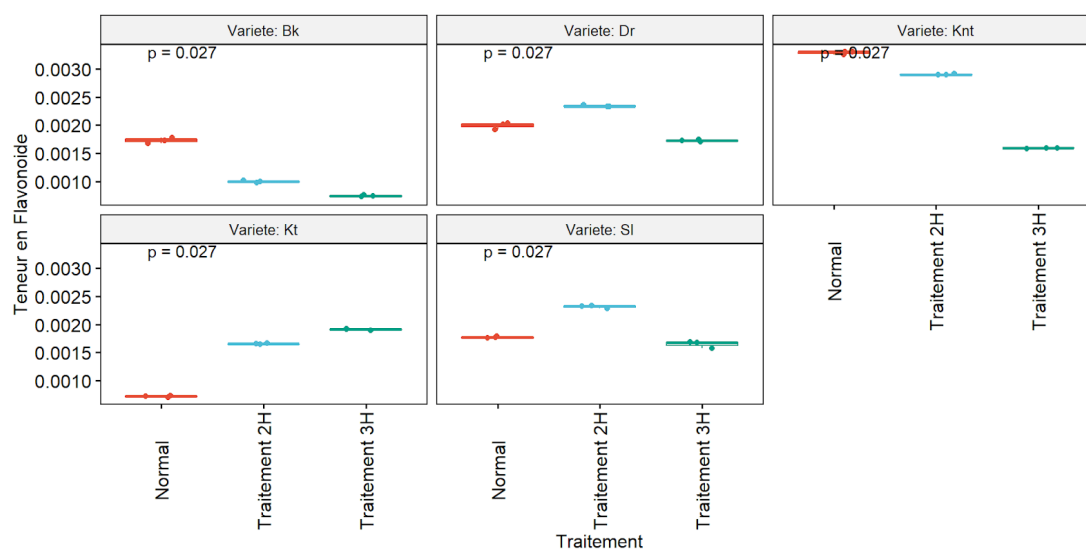 Variete: Bk
Variete: Dr
Variete: Knt
p = 0.027
p = 0.027
p = 0.027
0.0030
0.0025
0.0020
0.0015
0.0010
Variete: Kt
Variete: Sl
p = 0.027
p = 0.027
0.0030
0.0025
0.0020
0.0015
0.0010
Teneur en Flavonoide
Normal
Traitement 2H
Traitement 3H
Normal
Traitement 2H
Traitement 3H
Normal
Traitement 2H
Traitement 3H
Traitement